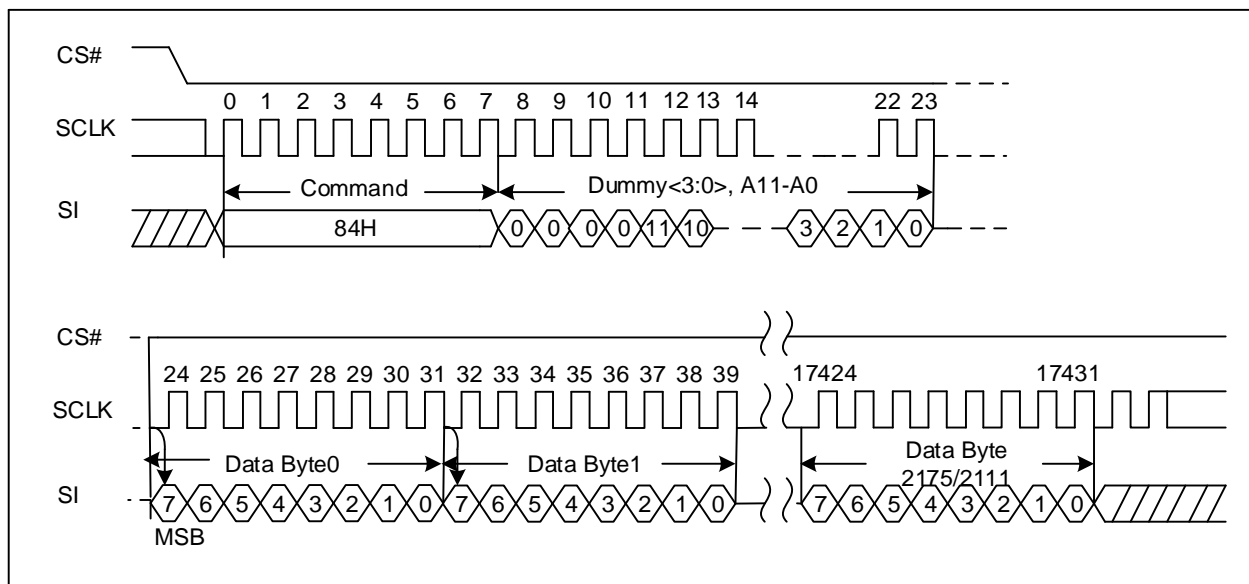 CS#
0 1 2 3 4 5 6 7 8 9 10 11 12 13 14 22 23
SCLK
Command Dummy<3:0>, A11-A0
SI
84H 0 0 0 0 11 10 3 2 1 0
CS#
24 25 26 27 28 29 30 31 32 33 34 35 36 37 38 39 17424 17431
SCLK
Data Byte0 Data Byte1 Data Byte
2175/2111
SI
7 6 5 4 3 2 1 0 7 6 5 4 3 2 1 0 7 6 5 4 3 2 1 0
MSB